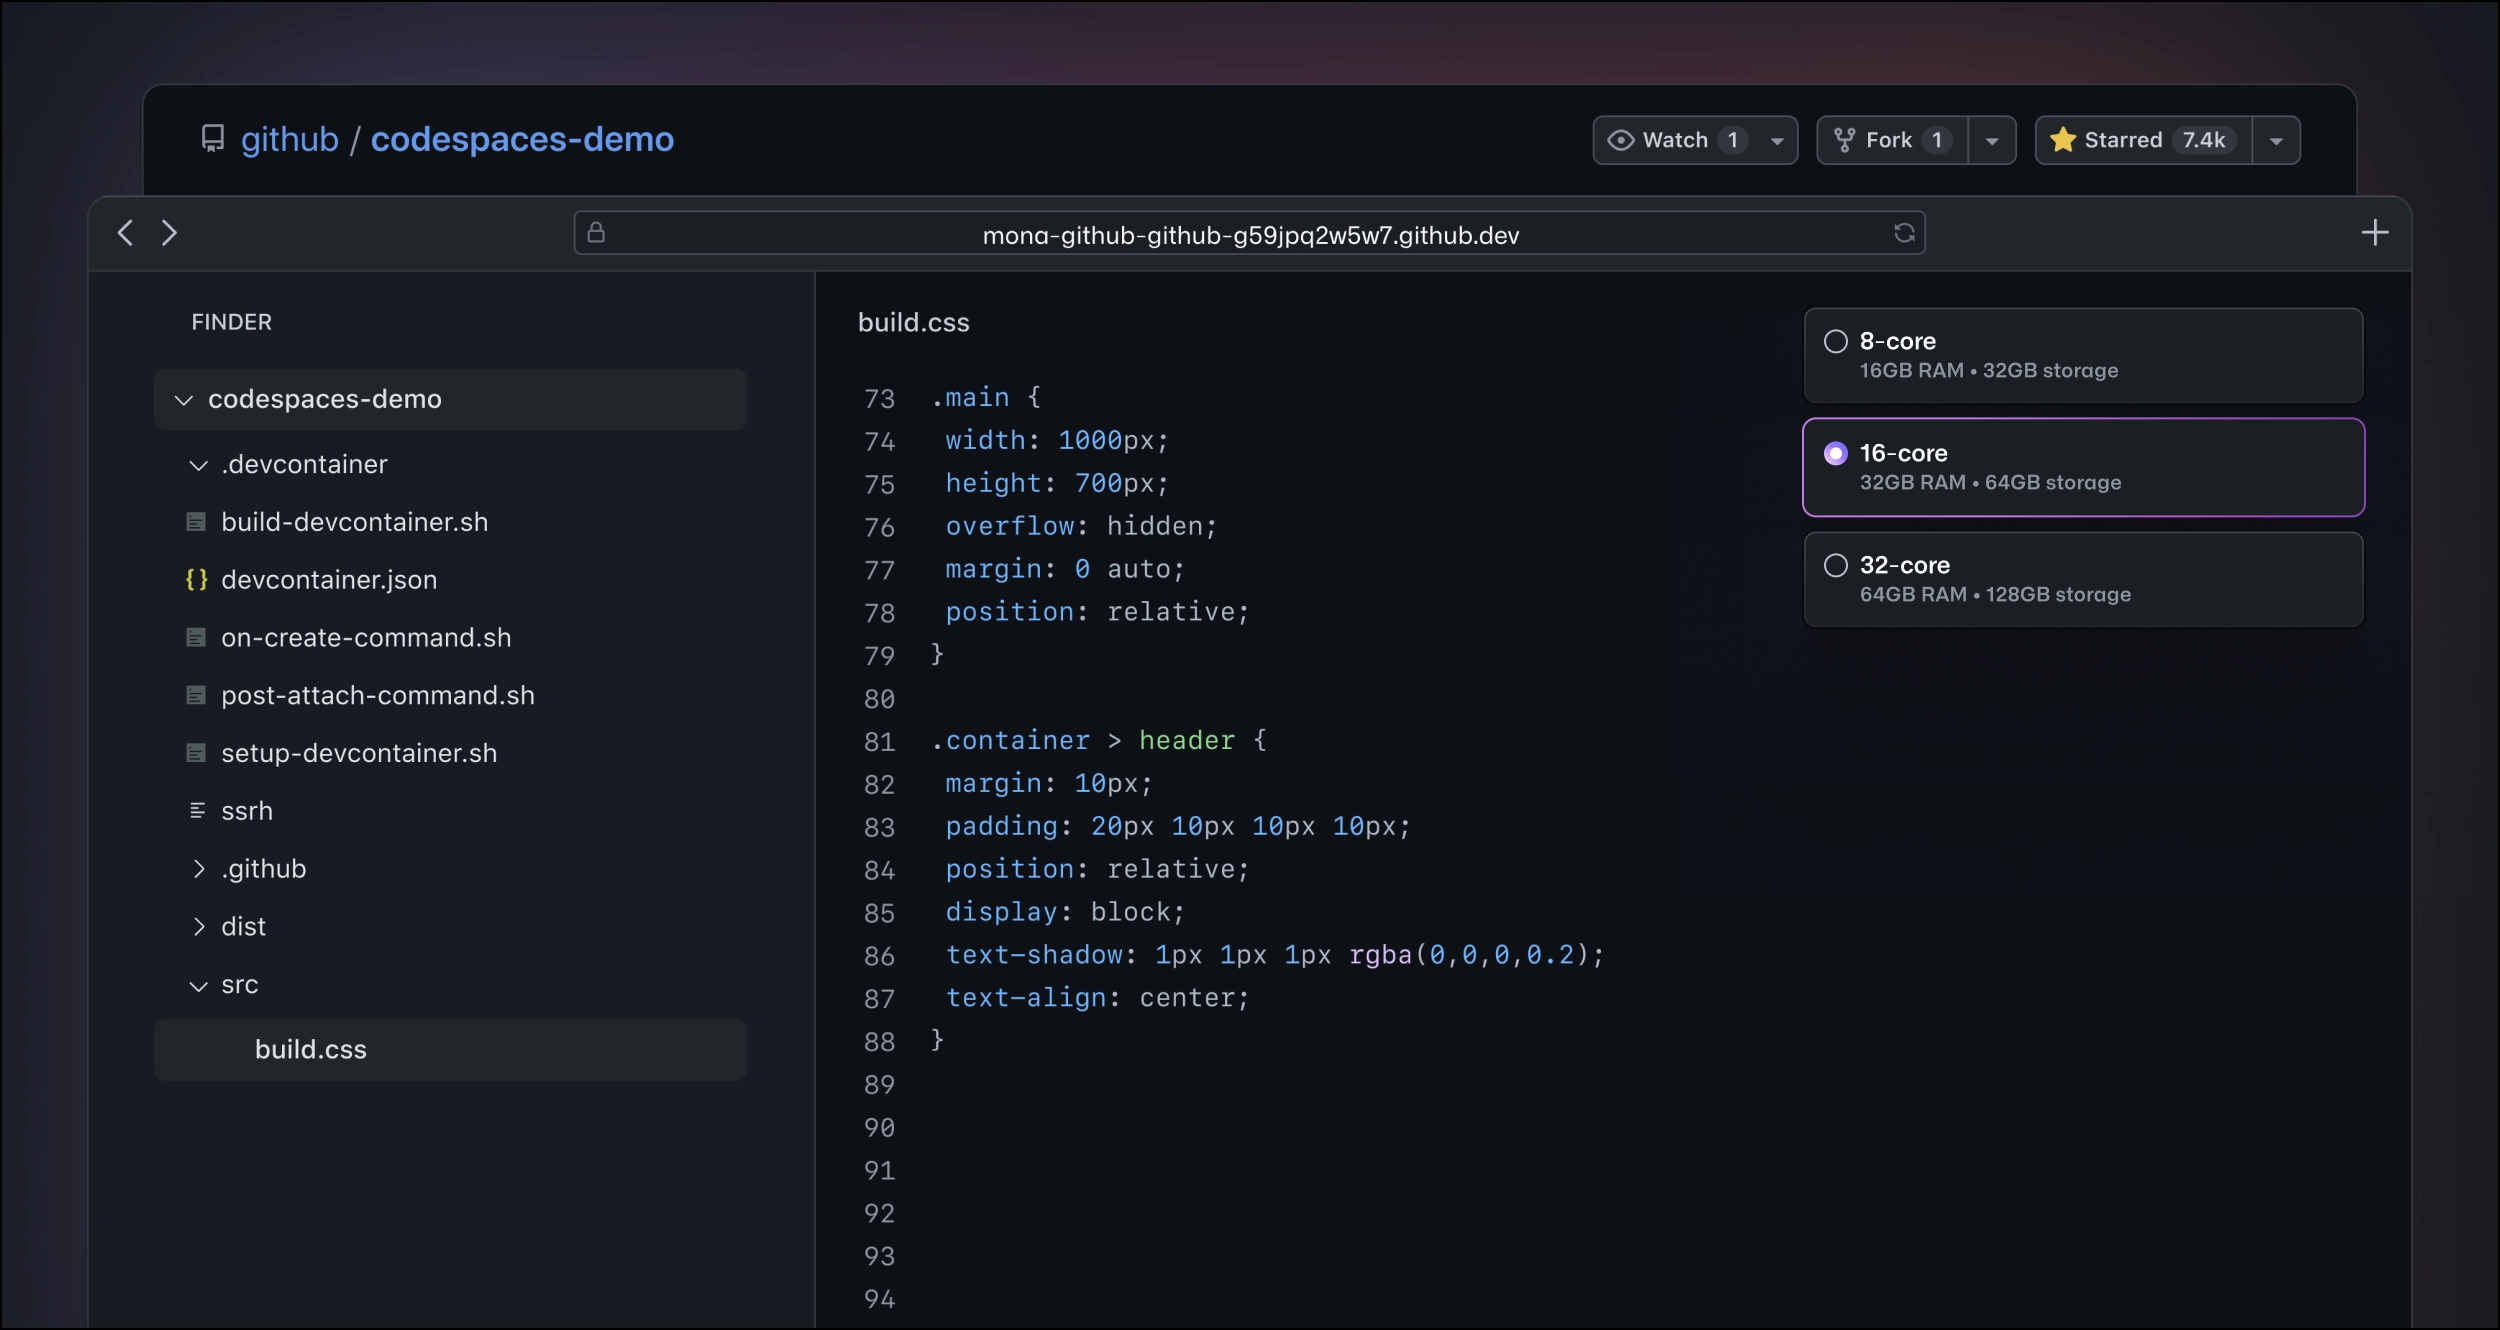 github / codespaces-demo
Watch 1
Fork 1
Starred 7.4k
mona-github-github-g59jpq2w5w7.github.dev
FINDER
codespaces-demo
.devcontainer
build-devcontainer.sh
{} devcontainer.json
on-create-command.sh
post-attach-command.sh
setup-devcontainer.sh
ssrh
.github
dist
src
build.css
build.css
73 .main {
74 width: 1000px;
75 height: 700px;
76 overflow: hidden;
77 margin: 0 auto;
78 position: relative;
79 }
80
81 .container > header {
82 margin: 10px;
83 padding: 20px 10px 10px 10px;
84 position: relative;
85 display: block;
86 text-shadow: 1px 1px 1px rgba(0,0,0,0.2);
87 text-align: center;
88 }
89
90
91
92
93
94
8-core
16GB RAM • 32GB storage
16-core
32GB RAM • 64GB storage
32-core
64GB RAM • 128GB storage